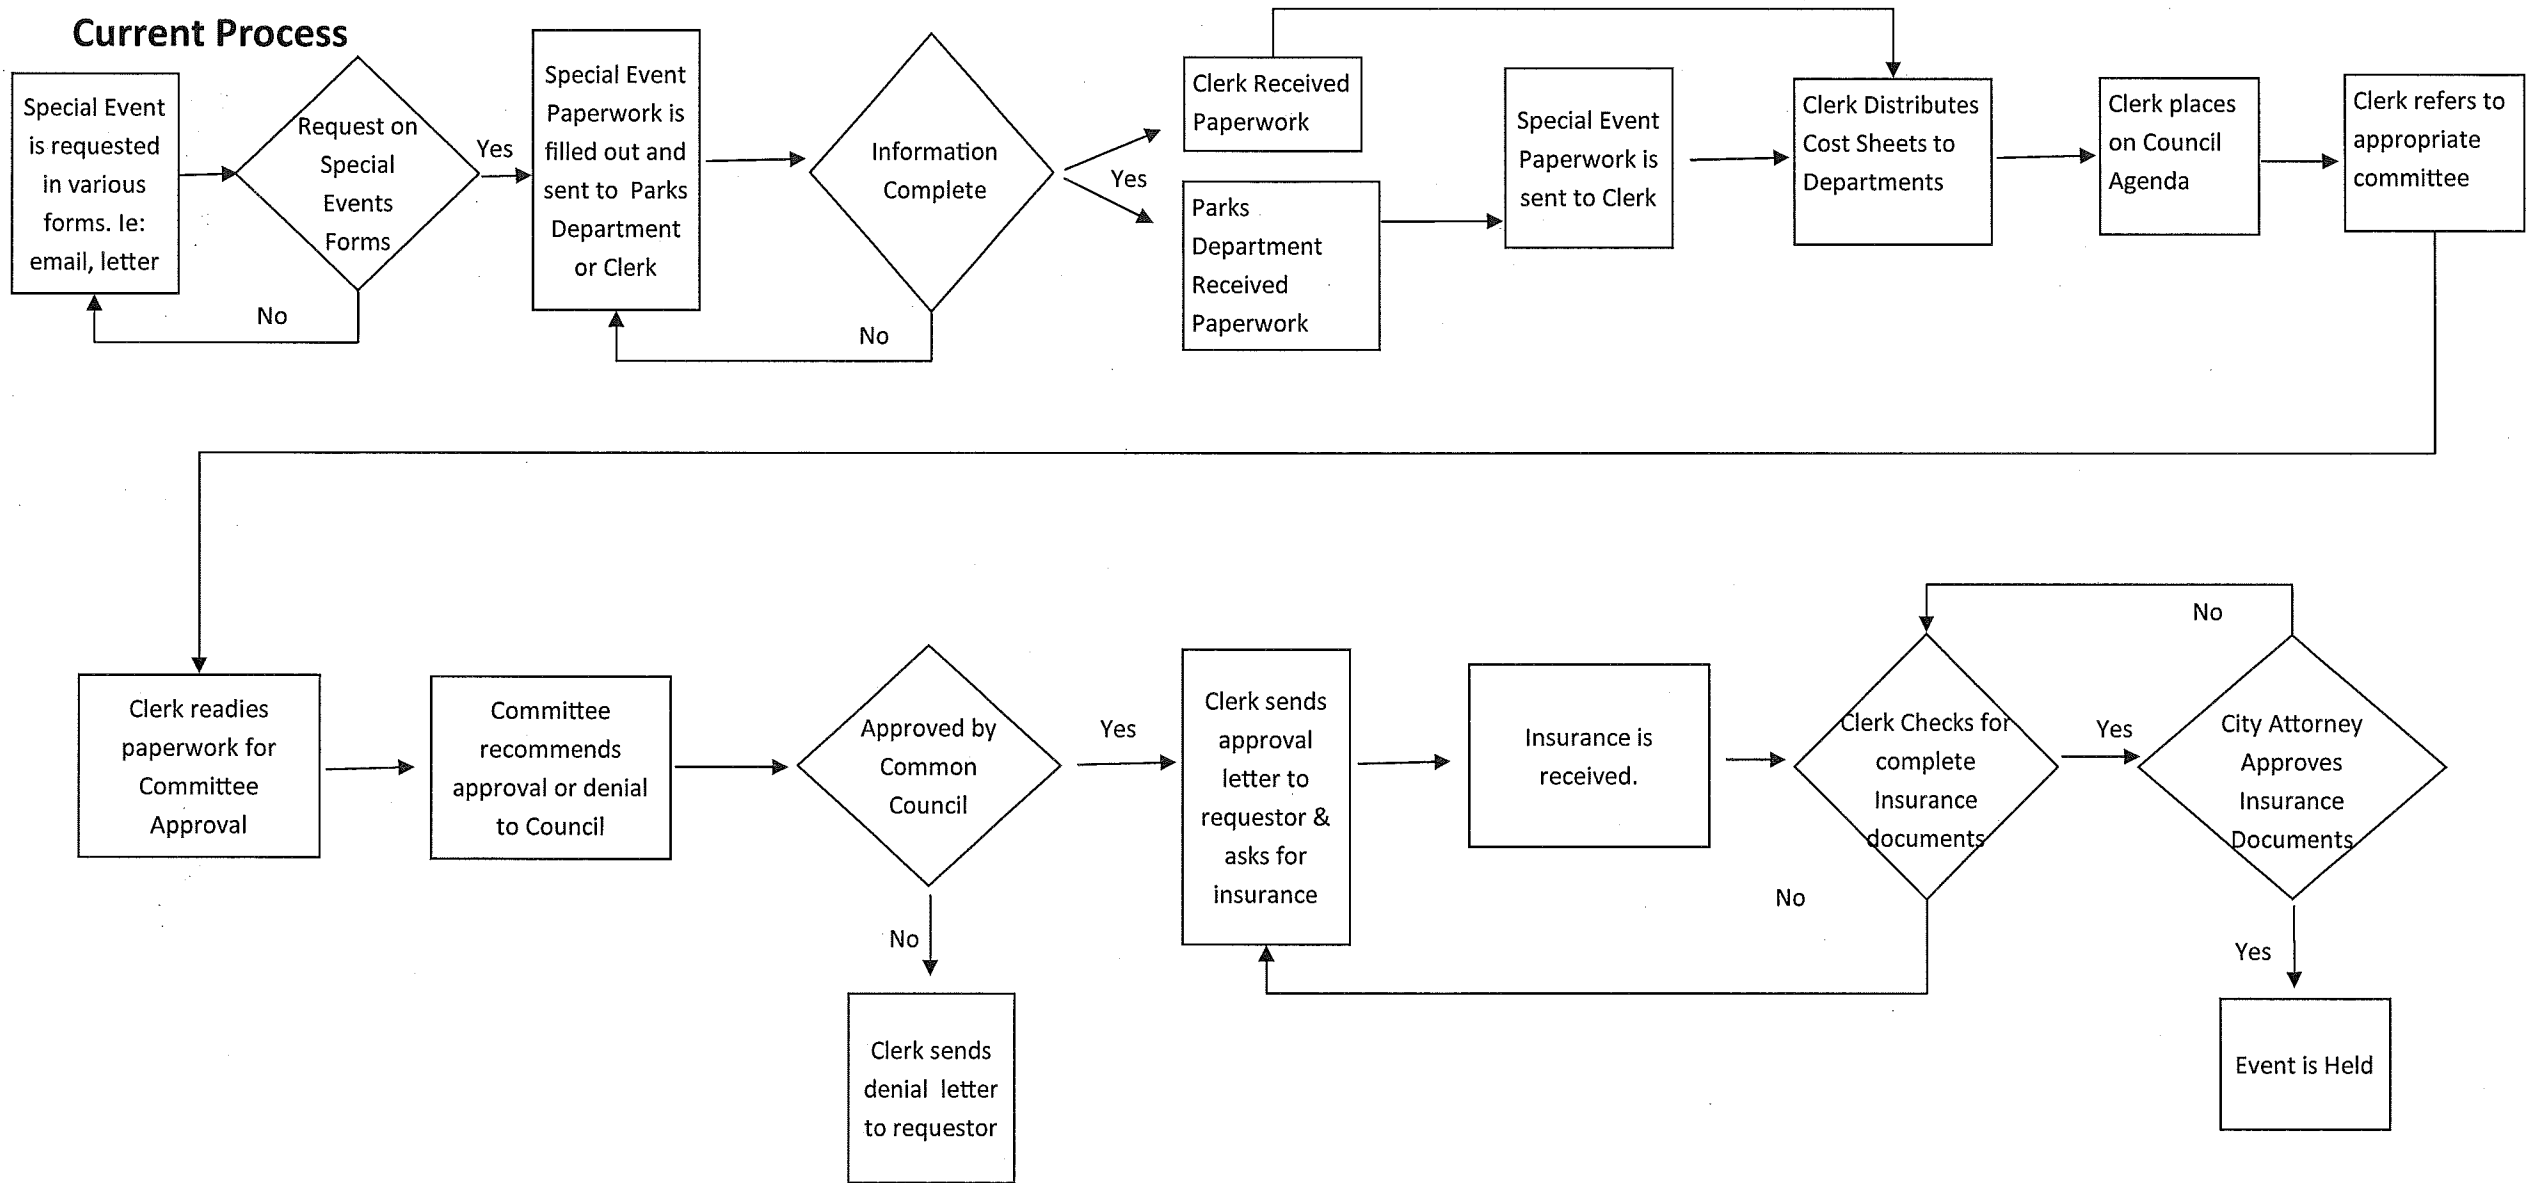 Current Process
Special Event
is requested
in various
forms. Ie:
email, letter
Request on
Special
Events
Forms
Yes
No
Special Event
Paperwork is
filled out and
sent to Parks
Department
or Clerk
Information
Complete
No
Yes
Clerk Received
Paperwork
Parks
Department
Received
Paperwork
Special Event
Paperwork is
sent to Clerk
Clerk Distributes
Cost Sheets to
Departments
Clerk places
on Council
Agenda
Clerk refers to
appropriate
committee
Clerk readies
paperwork for
Committee
Approval
Committee
recommends
approval or denial
to Council
Approved by
Common
Council
Yes
No
Clerk sends
denial letter
to requestor
Clerk sends
approval
letter to
requestor &
asks for
insurance
Insurance is
received.
Clerk Checks for
complete
Insurance
documents
No
Yes
City Attorney
Approves
Insurance
Documents
No
Yes
Event is Held